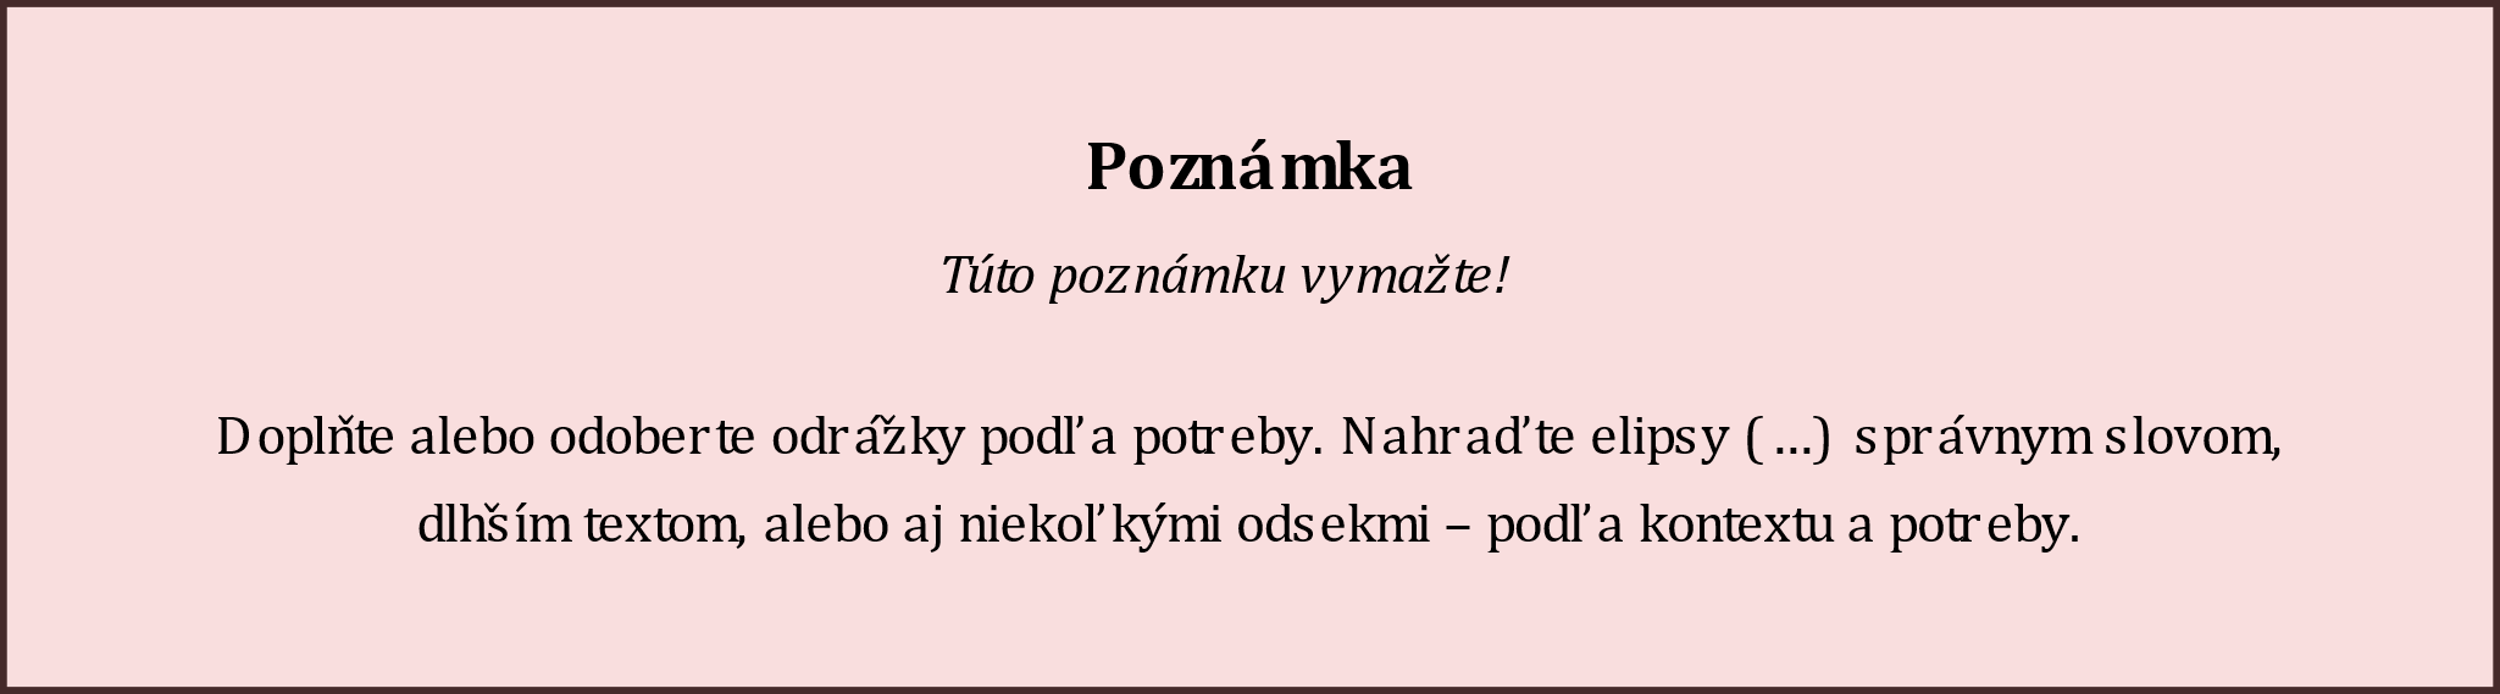 Poznámka
Túto poznámku vymažte!
Doplňte alebo odoberte odrážky podľa potreby. Nahraďte elipsy (…) správnym slovom,
dlhším textom, alebo aj niekoľkými odsekmi – podľa kontextu a potreby.